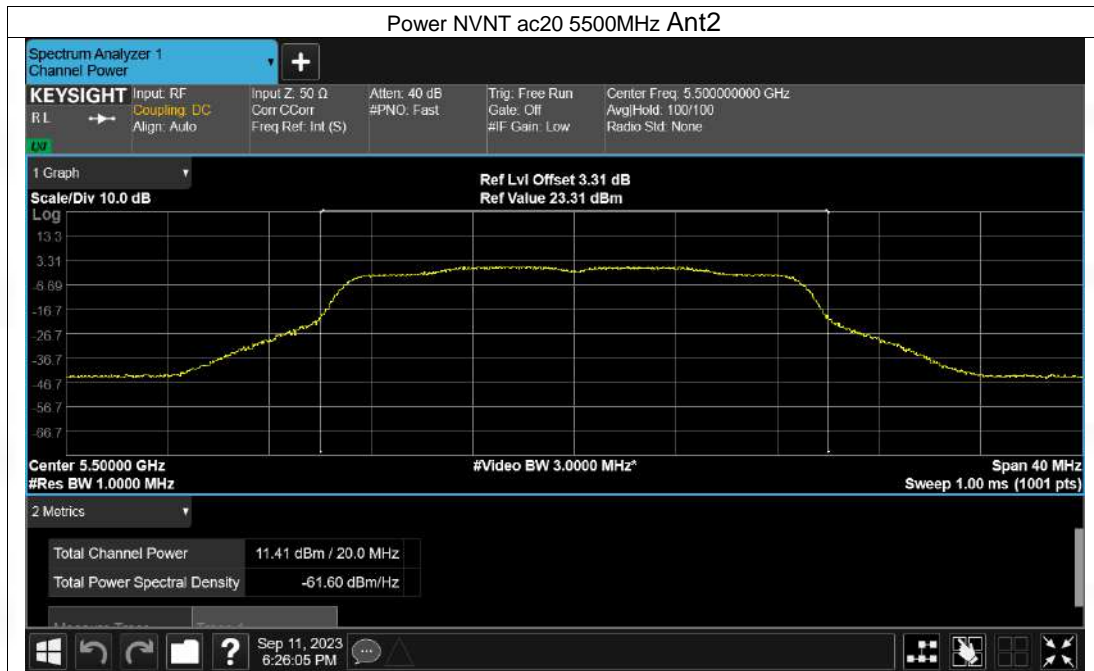 Power NVNT ac20 5500MHz Ant2
Spectrum Analyzer 1
Channel Power
KEYSIGHT
RL
LXI
Input: RF
Coupling: DC
Align: Auto
Input Z: 50 Ω
Corr CCorr
Freq Ref: Int (S)
Atten: 40 dB
#PNO: Fast
Trig: Free Run
Gate: Off
#IF Gain: Low
Center Freq: 5.500000000 GHz
Avg|Hold: 100/100
Radio Std: None
1 Graph
Scale/Div 10.0 dB
Ref Lvl Offset 3.31 dB
Ref Value 23.31 dBm
Log
13.3
3.31
-6.69
-16.7
-26.7
-36.7
-46.7
-56.7
-66.7
Center 5.50000 GHz
#Res BW 1.0000 MHz
#Video BW 3.0000 MHz*
Span 40 MHz
Sweep 1.00 ms (1001 pts)
2 Metrics
Total Channel Power 11.41 dBm / 20.0 MHz
Total Power Spectral Density -61.60 dBm/Hz
?
Sep 11, 2023
6:26:05 PM